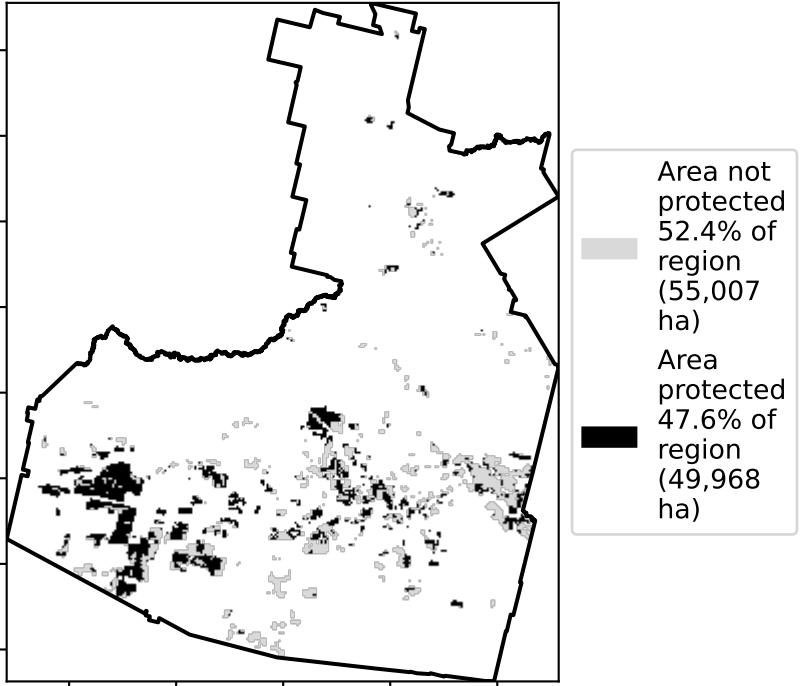 Area not
protected
52.4% of
region
(55,007
ha)
Area
protected
47.6% of
region
(49,968
ha)